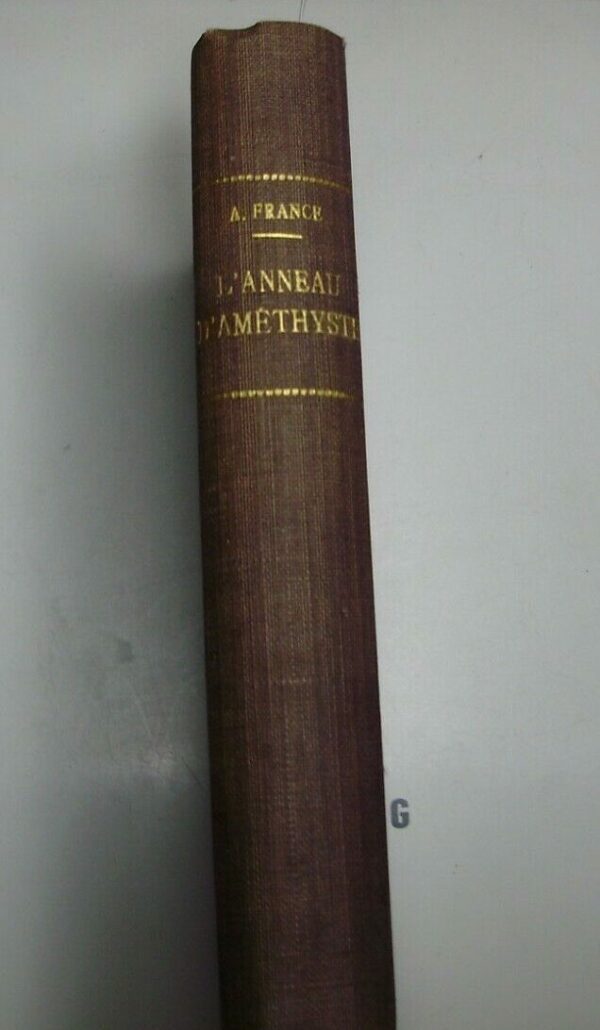 A. FRANCE
L'ANNEAU
D'AMÉTHYSTE
G